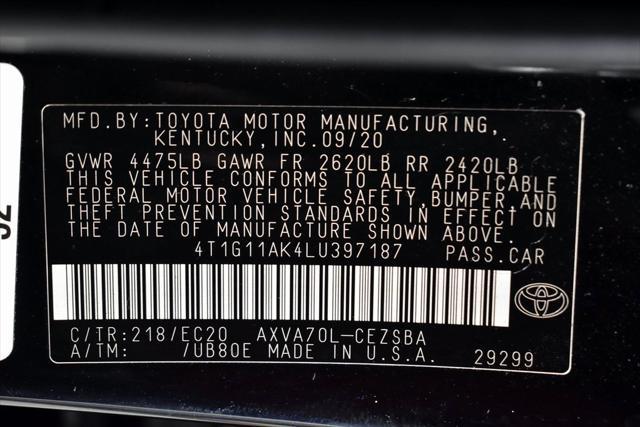 MFD.BY:TOYOTA MOTOR MANUFACTURING,
KENTUCKY,INC.09/20
GVWR 4475LB GAWR FR 2620LB RR 2420LB
THIS VEHICLE CONFORMS TO ALL APPLICABLE
FEDERAL MOTOR VEHICLE SAFETY,BUMPER,AND
THEFT PREVENTION STANDARDS IN EFFECT ON
THE DATE OF MANUFACTURE SHOWN ABOVE.
4T1G11AK4LU397187 PASS.CAR
C/TR:218/EC20 AXVA70L-CEZSBA
A/TM: /UB80E MADE IN U.S.A. 29299